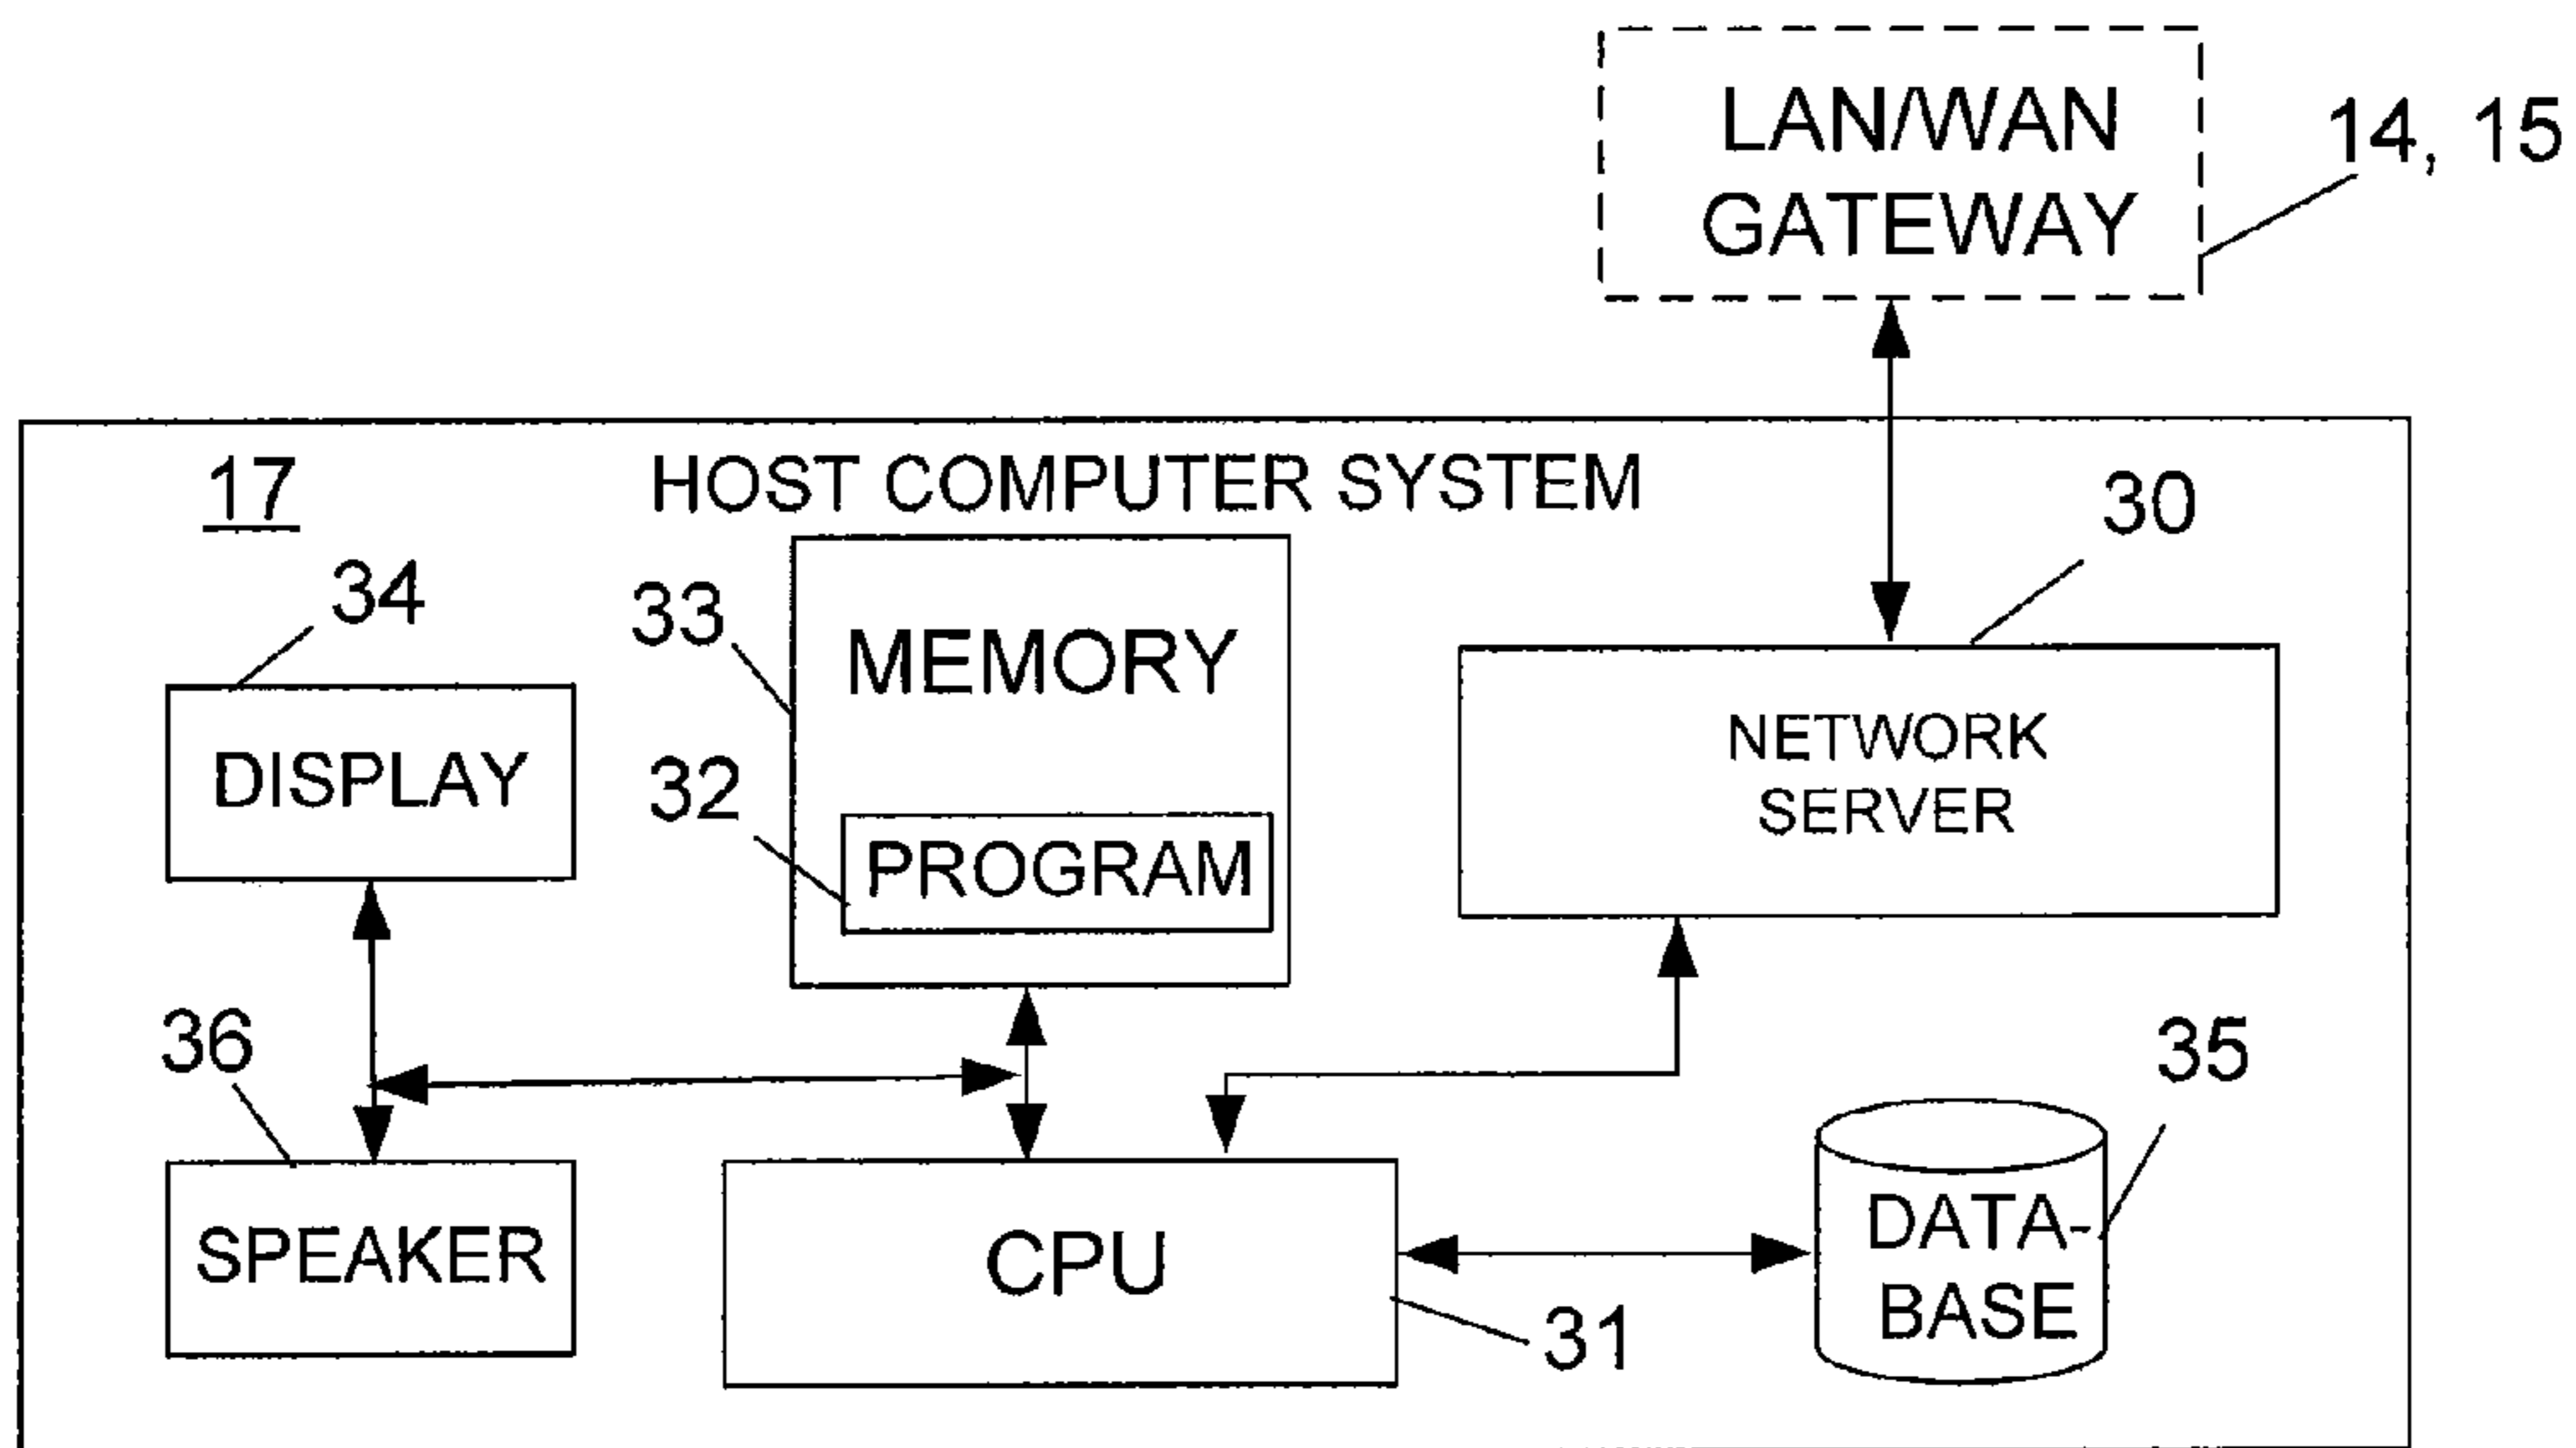 LAN/WAN
GATEWAY
14, 15
17
HOST COMPUTER SYSTEM
30
34
33
MEMORY
NETWORK
SERVER
DISPLAY
32
PROGRAM
36
35
SPEAKER
CPU
DATA-
BASE
31